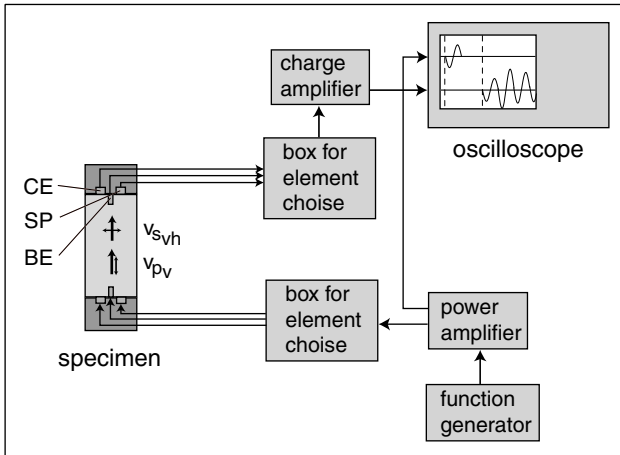 charge
amplifier
oscilloscope
box for
element
choise
CE
SP
BE
vsvh
vpv
specimen
box for
element
choise
power
amplifier
function
generator